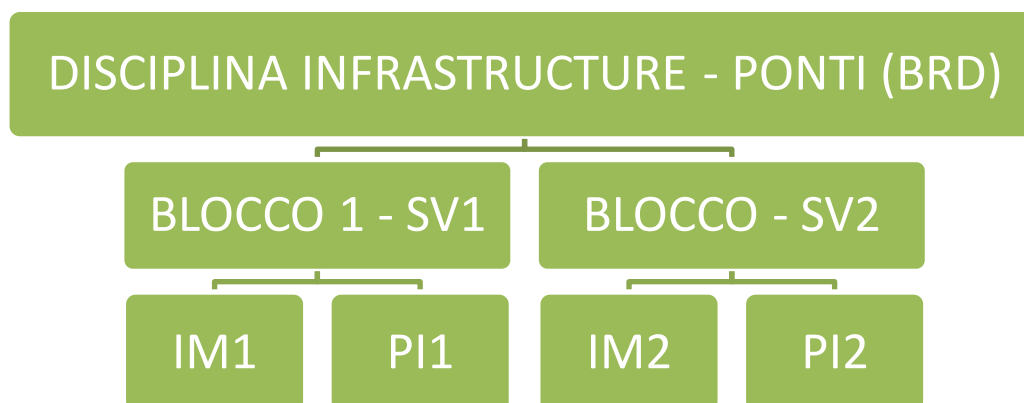 DISCIPLINA INFRASTRUCTURE - PONTI (BRD)
BLOCCO 1 - SV1
BLOCCO - SV2
IM1
PI1
IM2
PI2